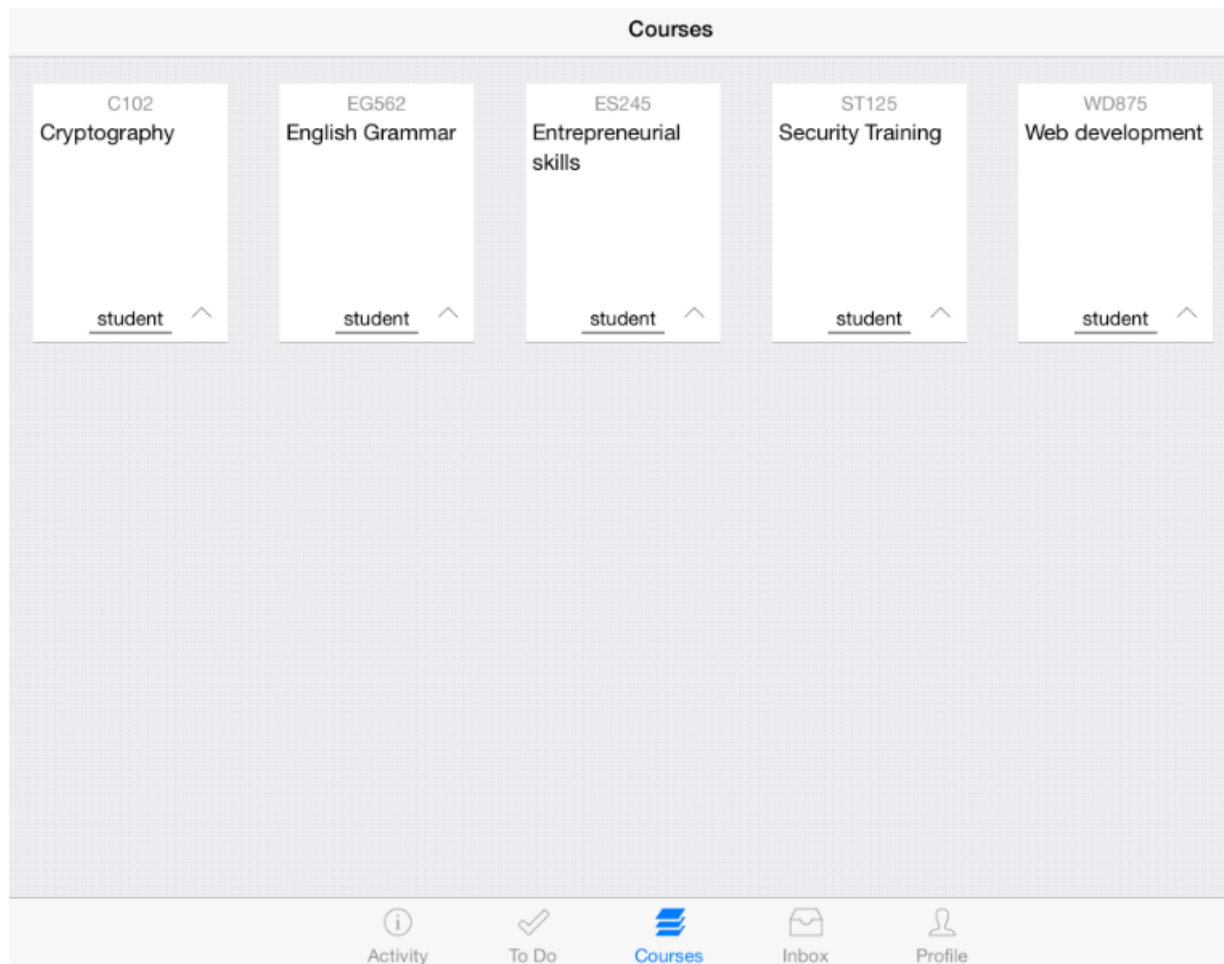 Courses
C102
Cryptography
student
EG562
English Grammar
student
ES245
Entrepreneurial
skills
student
ST125
Security Training
student
WD875
Web development
student
Activity
To Do
Courses
Inbox
Profile